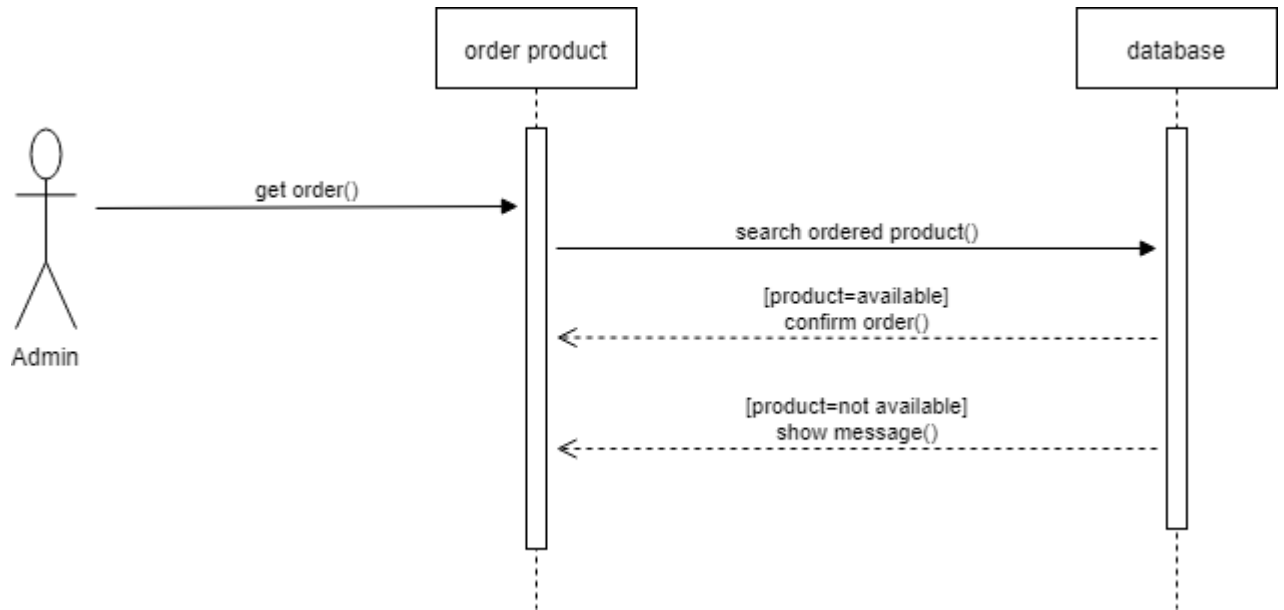 order product
database
get order()
search ordered product()
[product=available]
confirm order()
Admin
[product=not available]
show message()